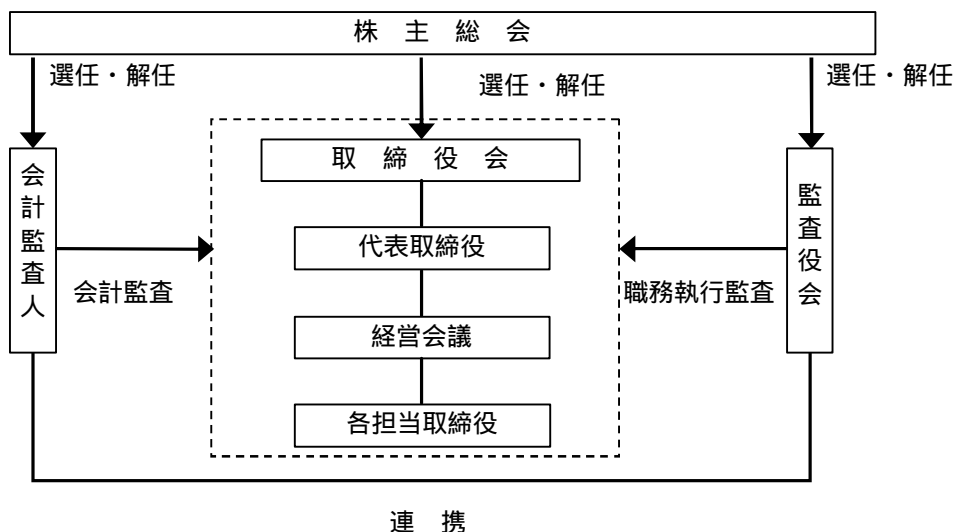 株　主　総　会
選任・解任
選任・解任
選任・解任
取　締　役　会
会計監査人
監査役会
代表取締役
会計監査
職務執行監査
経営会議
各担当取締役
連　携